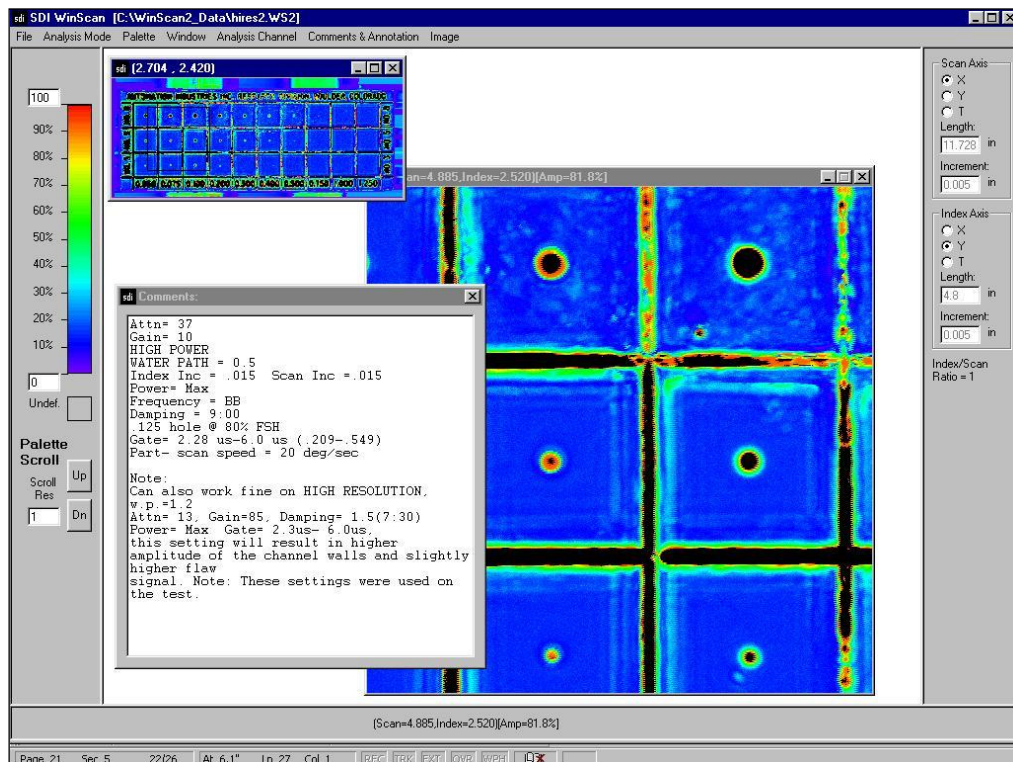 sdi SDI WinScan [C:\WinScan2_Data\hires2.WS2]
File Analysis Mode Palette Window Analysis Channel Comments & Annotation Image
100
90%
80%
70%
60%
50%
40%
30%
20%
10%
0
Undef.
Palette
Scroll
Scroll
Res
1
Up
Dn
sdi (2.704 , 2.420)
AUTOMATION INDUSTRIES INC. COLORADO
can=4.885,Index=2.520][Amp=81.8%]
sdi Comments:
Attn= 37
Gain= 10
HIGH POWER
WATER PATH = 0.5
Index Inc = .015 Scan Inc =.015
Power= Max
Frequency = BB
Damping = 9:00
.125 hole @ 80% FSH
Gate= 2.28 us-6.0 us (.209-.549)
Part- scan speed = 20 deg/sec
Note:
Can also work fine on HIGH RESOLUTION,
w.p.=1.2
Attn= 13, Gain=85, Damping= 1.5(7:30)
Power= Max Gate= 2.3us- 6.0us,
this setting will result in higher
amplitude of the channel walls and slightly
higher flaw
signal. Note: These settings were used on
the test.
Scan Axis
X
Y
T
Length:
11.728 in
Increment:
0.005 in
Index Axis
X
Y
T
Length:
4.8 in
Increment:
0.005 in
Index/Scan
Ratio = 1
(Scan=4.885,Index=2.520)[Amp=81.8%]
Page 21 Sec 5 22/26 At 6.1" Ln 27 Col 1 REC TRK EXT OVR WPH